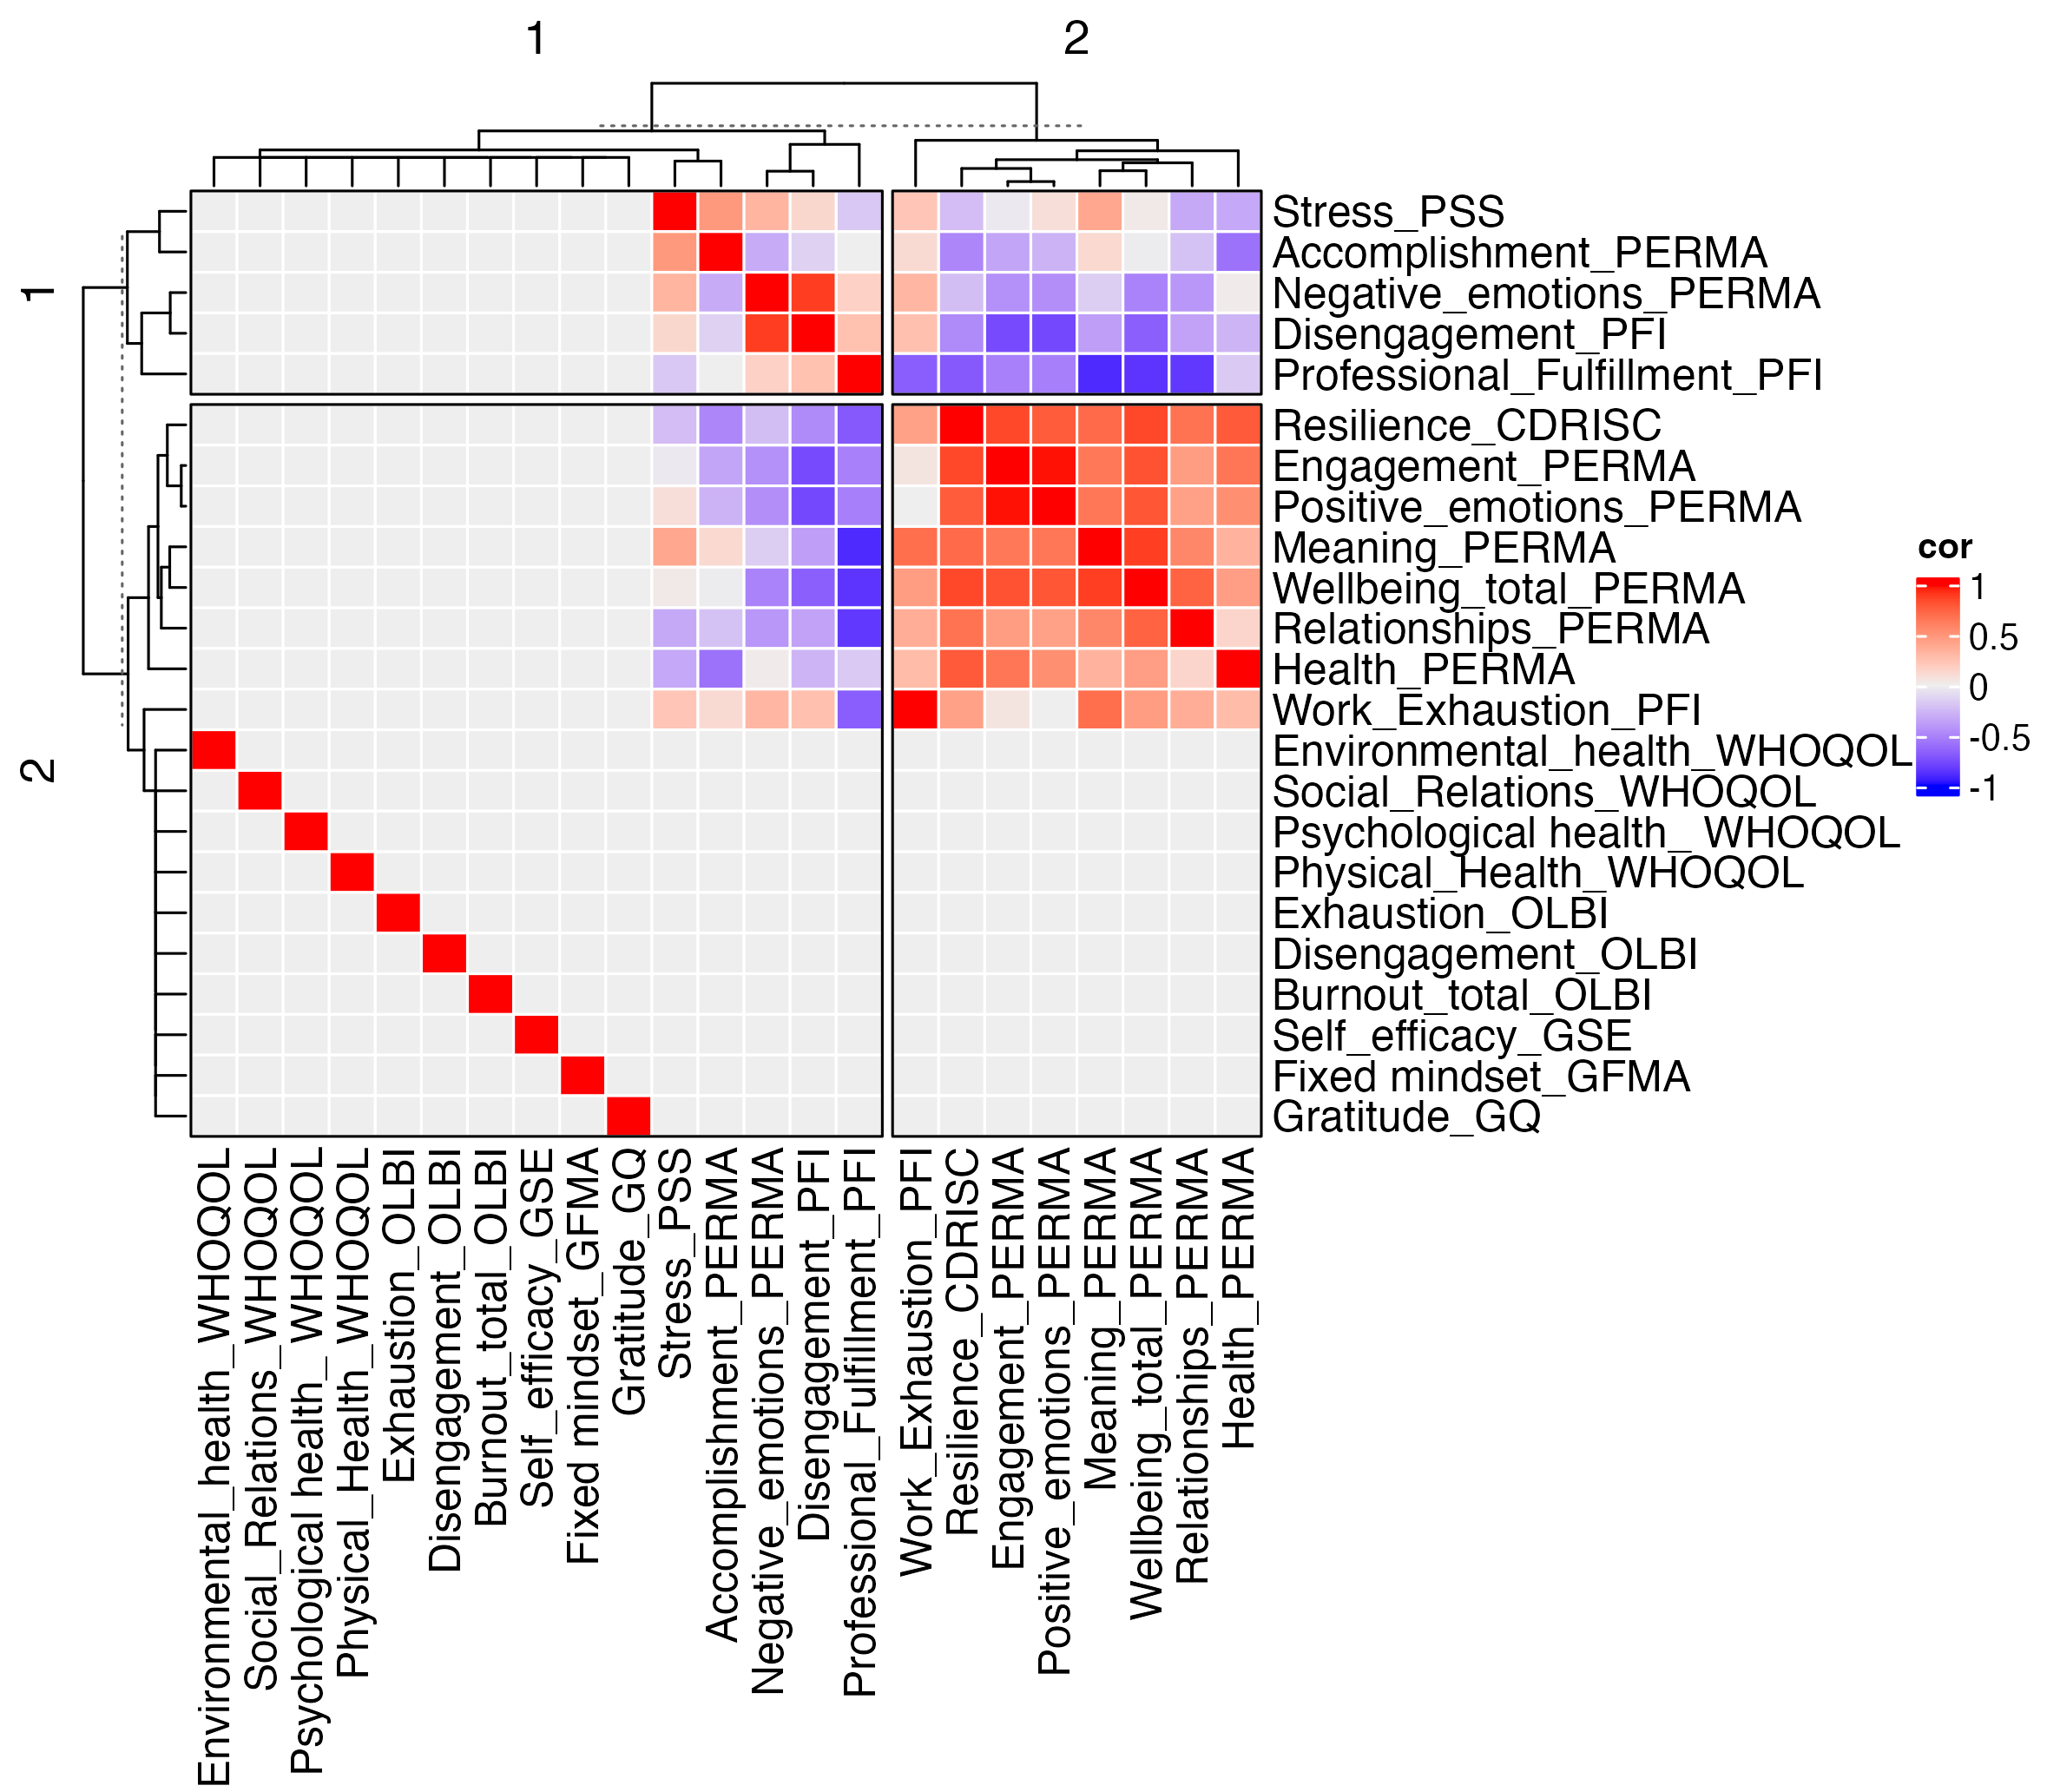 1
2
1
2
Stress_PSS
Accomplishment_PERMA
Negative_emotions_PERMA
Disengagement_PFI
Professional_Fulfillment_PFI
Resilience_CDRISC
Engagement_PERMA
Positive_emotions_PERMA
Meaning_PERMA
Wellbeing_total_PERMA
Relationships_PERMA
Health_PERMA
Work_Exhaustion_PFI
Environmental_health_WHOQOL
Social_Relations_WHOQOL
Psychological health_ WHOQOL
Physical_Health_WHOQOL
Exhaustion_OLBI
Disengagement_OLBI
Burnout_total_OLBI
Self_efficacy_GSE
Fixed mindset_GFMA
Gratitude_GQ
cor
1
0.5
0
-0.5
-1
Environmental_health_WHOQOL
Social_Relations_WHOQOL
Psychological health_ WHOQOL
Physical_Health_WHOQOL
Exhaustion_OLBI
Disengagement_OLBI
Burnout_total_OLBI
Self_efficacy_GSE
Fixed mindset_GFMA
Gratitude_GQ
Stress_PSS
Accomplishment_PERMA
Negative_emotions_PERMA
Disengagement_PFI
Professional_Fulfillment_PFI
Work_Exhaustion_PFI
Resilience_CDRISC
Engagement_PERMA
Positive_emotions_PERMA
Meaning_PERMA
Wellbeing_total_PERMA
Relationships_PERMA
Health_PERMA